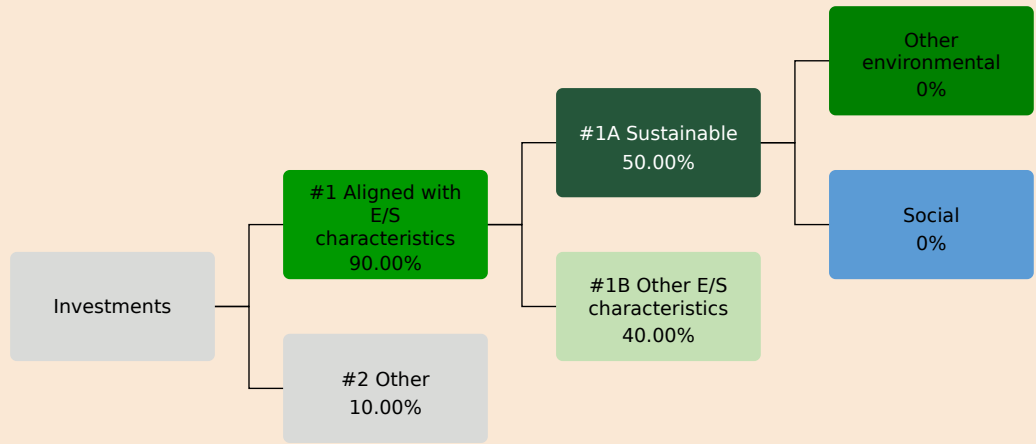 Investments
#1 Aligned with
E/S
characteristics
90.00%
#2 Other
10.00%
#1A Sustainable
50.00%
#1B Other E/S
characteristics
40.00%
Other
environmental
0%
Social
0%